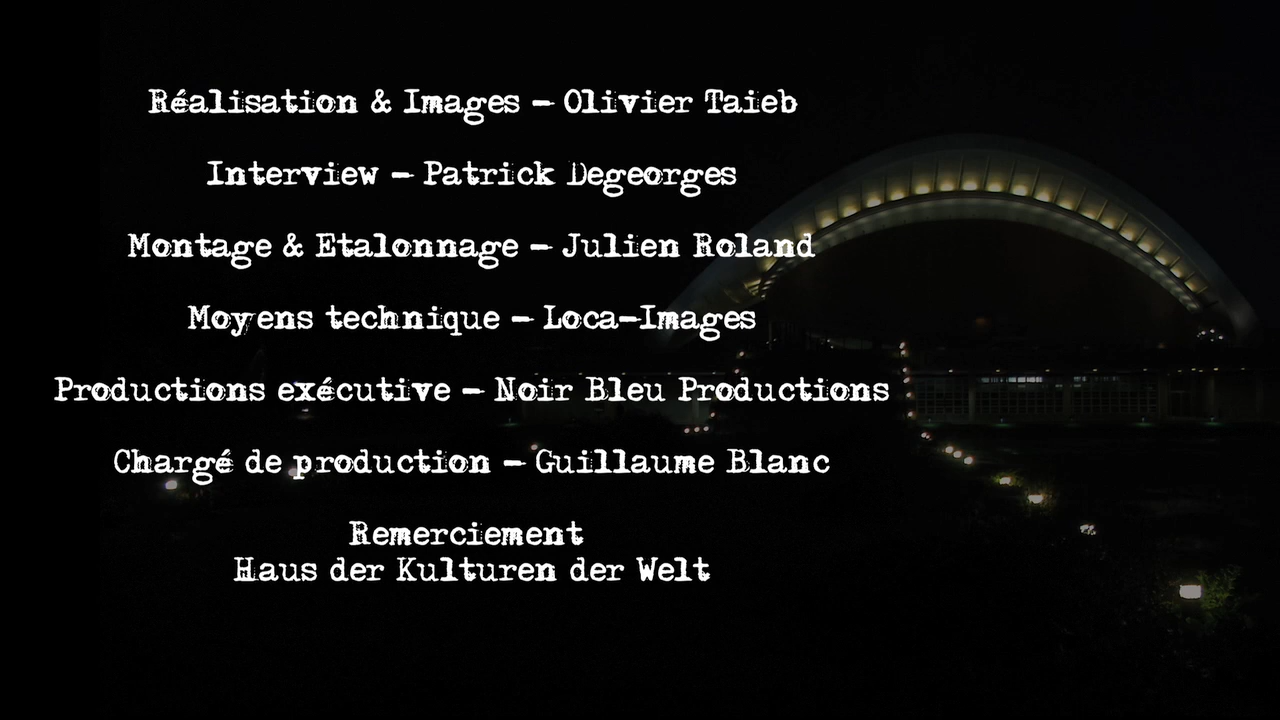 Réalisation & Images - Olivier Taieb
Interview - Patrick Degeorges
Montage & Etalonnage - Julien Roland
Moyens technique - Loca-Images
Productions exécutive - Noir Bleu Productions
Chargé de production - Guillaume Blanc
Remerciement
Haus der Kulturen der Welt